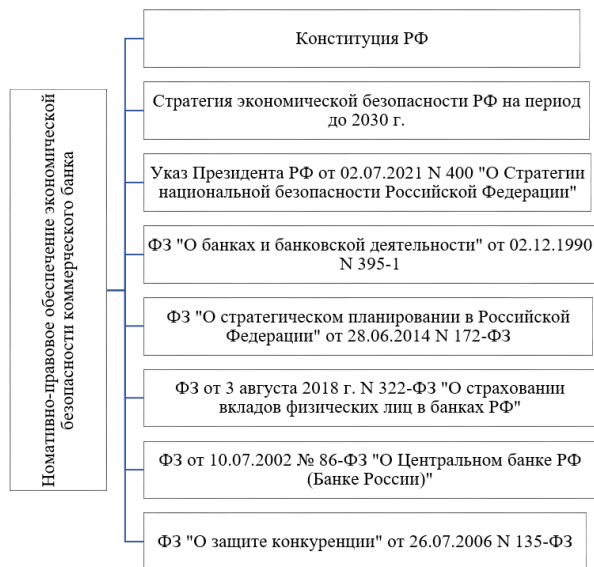 Номативно-правовое обеспечение экономической
безопасности коммерческого банка
Конституция РФ
Стратегия экономической безопасности РФ на период
до 2030 г.
Указ Президента РФ от 02.07.2021 N 400 "О Стратегии
национальной безопасности Российской Федерации"
ФЗ "О банках и банковской деятельности" от 02.12.1990
N 395-1
ФЗ "О стратегическом планировании в Российской
Федерации" от 28.06.2014 N 172-ФЗ
ФЗ от 3 августа 2018 г. N 322-ФЗ "О страховании
вкладов физических лиц в банках РФ"
ФЗ от 10.07.2002 № 86-ФЗ "О Центральном банке РФ
(Банке России)"
ФЗ "О защите конкуренции" от 26.07.2006 N 135-ФЗ